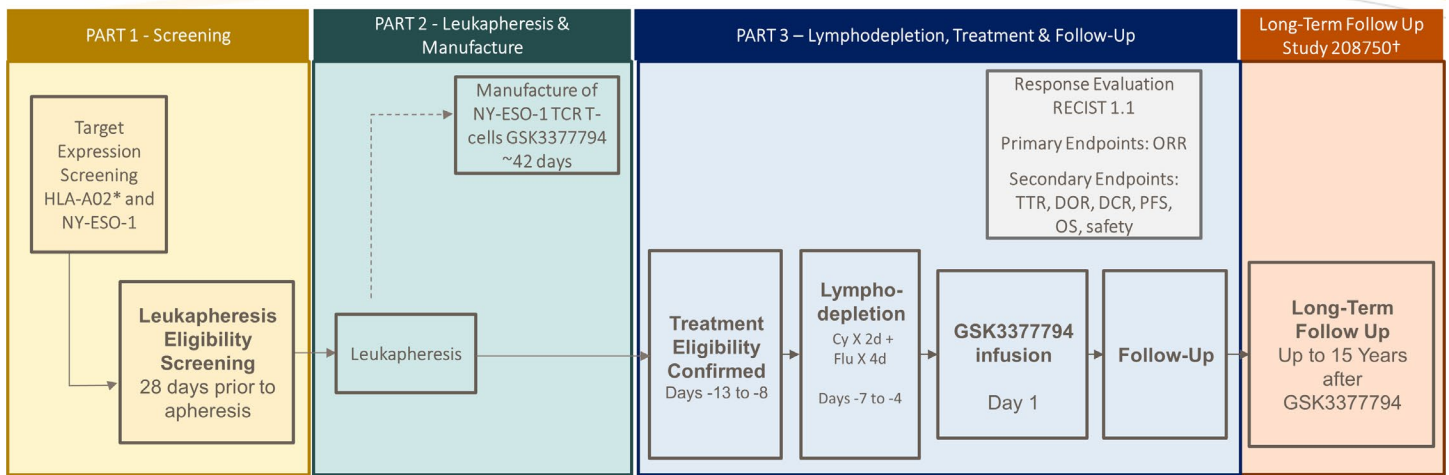 PART 1 - Screening
Target
Expression
Screening
HLA-A02* and
NY-ESO-1
Leukapheresis
Eligibility
Screening
28 days prior to
apheresis
PART 2 - Leukapheresis &
Manufacture
Manufacture of
NY-ESO-1 TCR T-
cells GSK3377794
~42 days
Leukapheresis
PART 3 – Lymphodepletion, Treatment & Follow-Up
Response Evaluation
RECIST 1.1
Primary Endpoints: ORR
Secondary Endpoints:
TTR, DOR, DCR, PFS,
OS, safety
Treatment
Eligibility
Confirmed
Days -13 to -8
Lympho-
depletion
Cy X 2d +
Flu X 4d
Days -7 to -4
GSK3377794
infusion
Day 1
Follow-Up
Long-Term Follow Up
Study 208750†
Long-Term
Follow Up
Up to 15 Years
after
GSK3377794